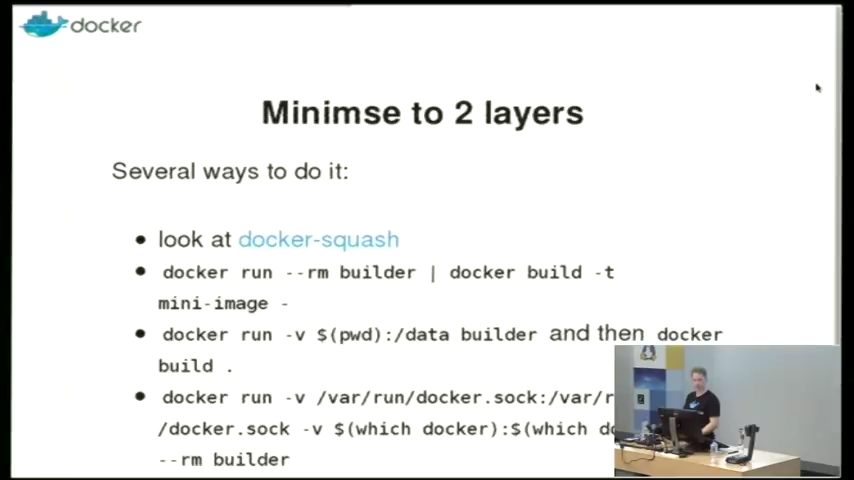 docker
Minimse to 2 layers
Several ways to do it:
look at docker-squash
docker run --rm builder | docker build -t
mini-image -
docker run -v $(pwd):/data builder and then docker
build .
docker run -v /var/run/docker.sock:/var/r
/docker.sock -v $(which docker):$(which do
--rm builder